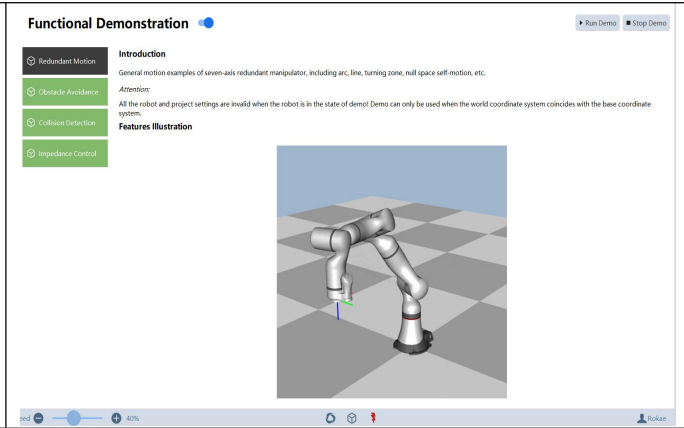 Functional Demonstration
Run Demo
Stop Demo
Redundant Motion
Obstacle Avoidance
Collision Detection
Impedance Control
Introduction
General motion examples of seven-axis redundant manipulator, including arc, line, turning zone, null space self-motion, etc.
Attention:
All the robot and project settings are invalid when the robot is in the state of demo! Demo can only be used when the world coordinate system coincides with the base coordinate
system.
Features Illustration
40%
Rokae